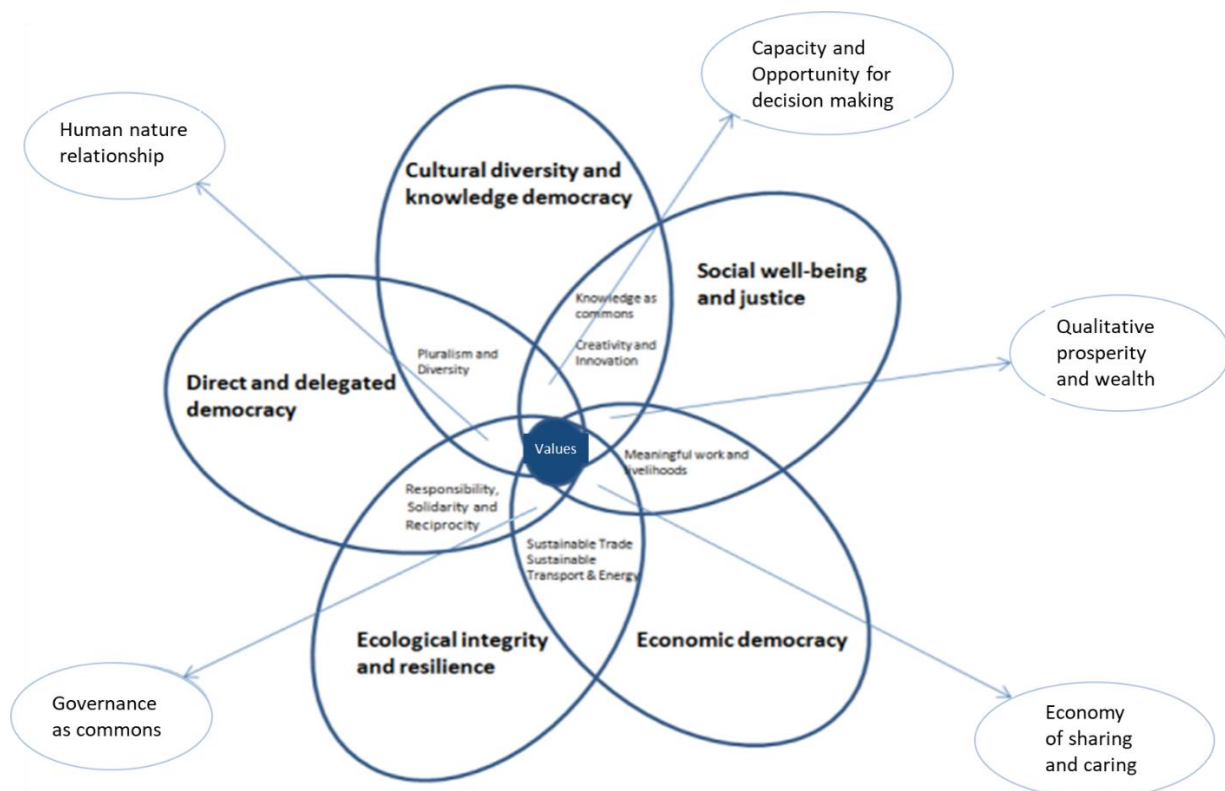 Capacity and
Opportunity for
decision making
Human nature
relationship
Cultural diversity and
knowledge democracy
Social well-being
and justice
Knowledge as
commons
Creativity and
Innovation
Qualitative
prosperity
and wealth
Pluralism and
Diversity
Direct and delegated
democracy
Values
Meaningful work and
livelihoods
Responsibility,
Solidarity and
Reciprocity
Sustainable Trade
Sustainable
Transport & Energy
Ecological integrity
and resilience
Economic democracy
Governance
as commons
Economy
of sharing
and caring